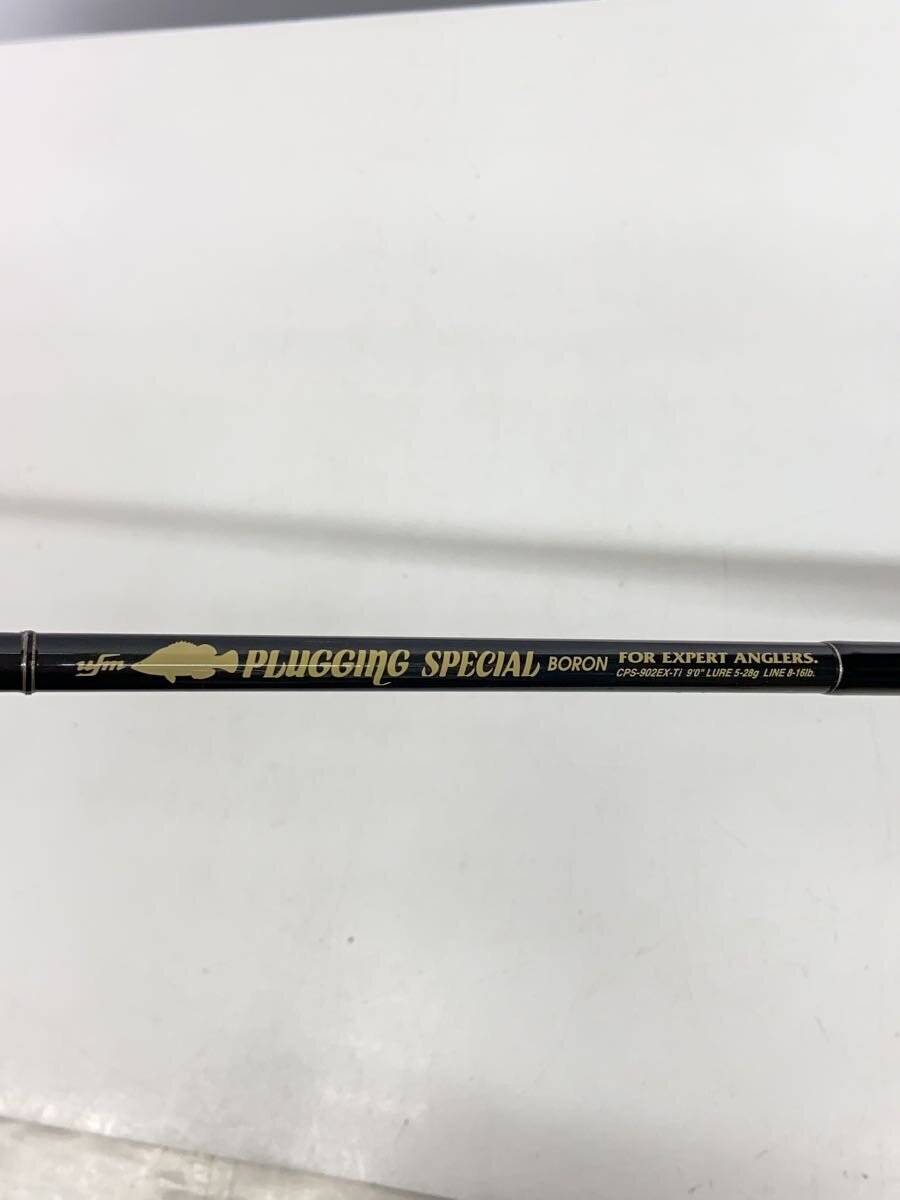 ufm PLUGGING SPECIAL BORON FOR EXPERT ANGLERS.
CPS-902EX-Ti 9'0" LURE 5-28g LINE 8-16lb.